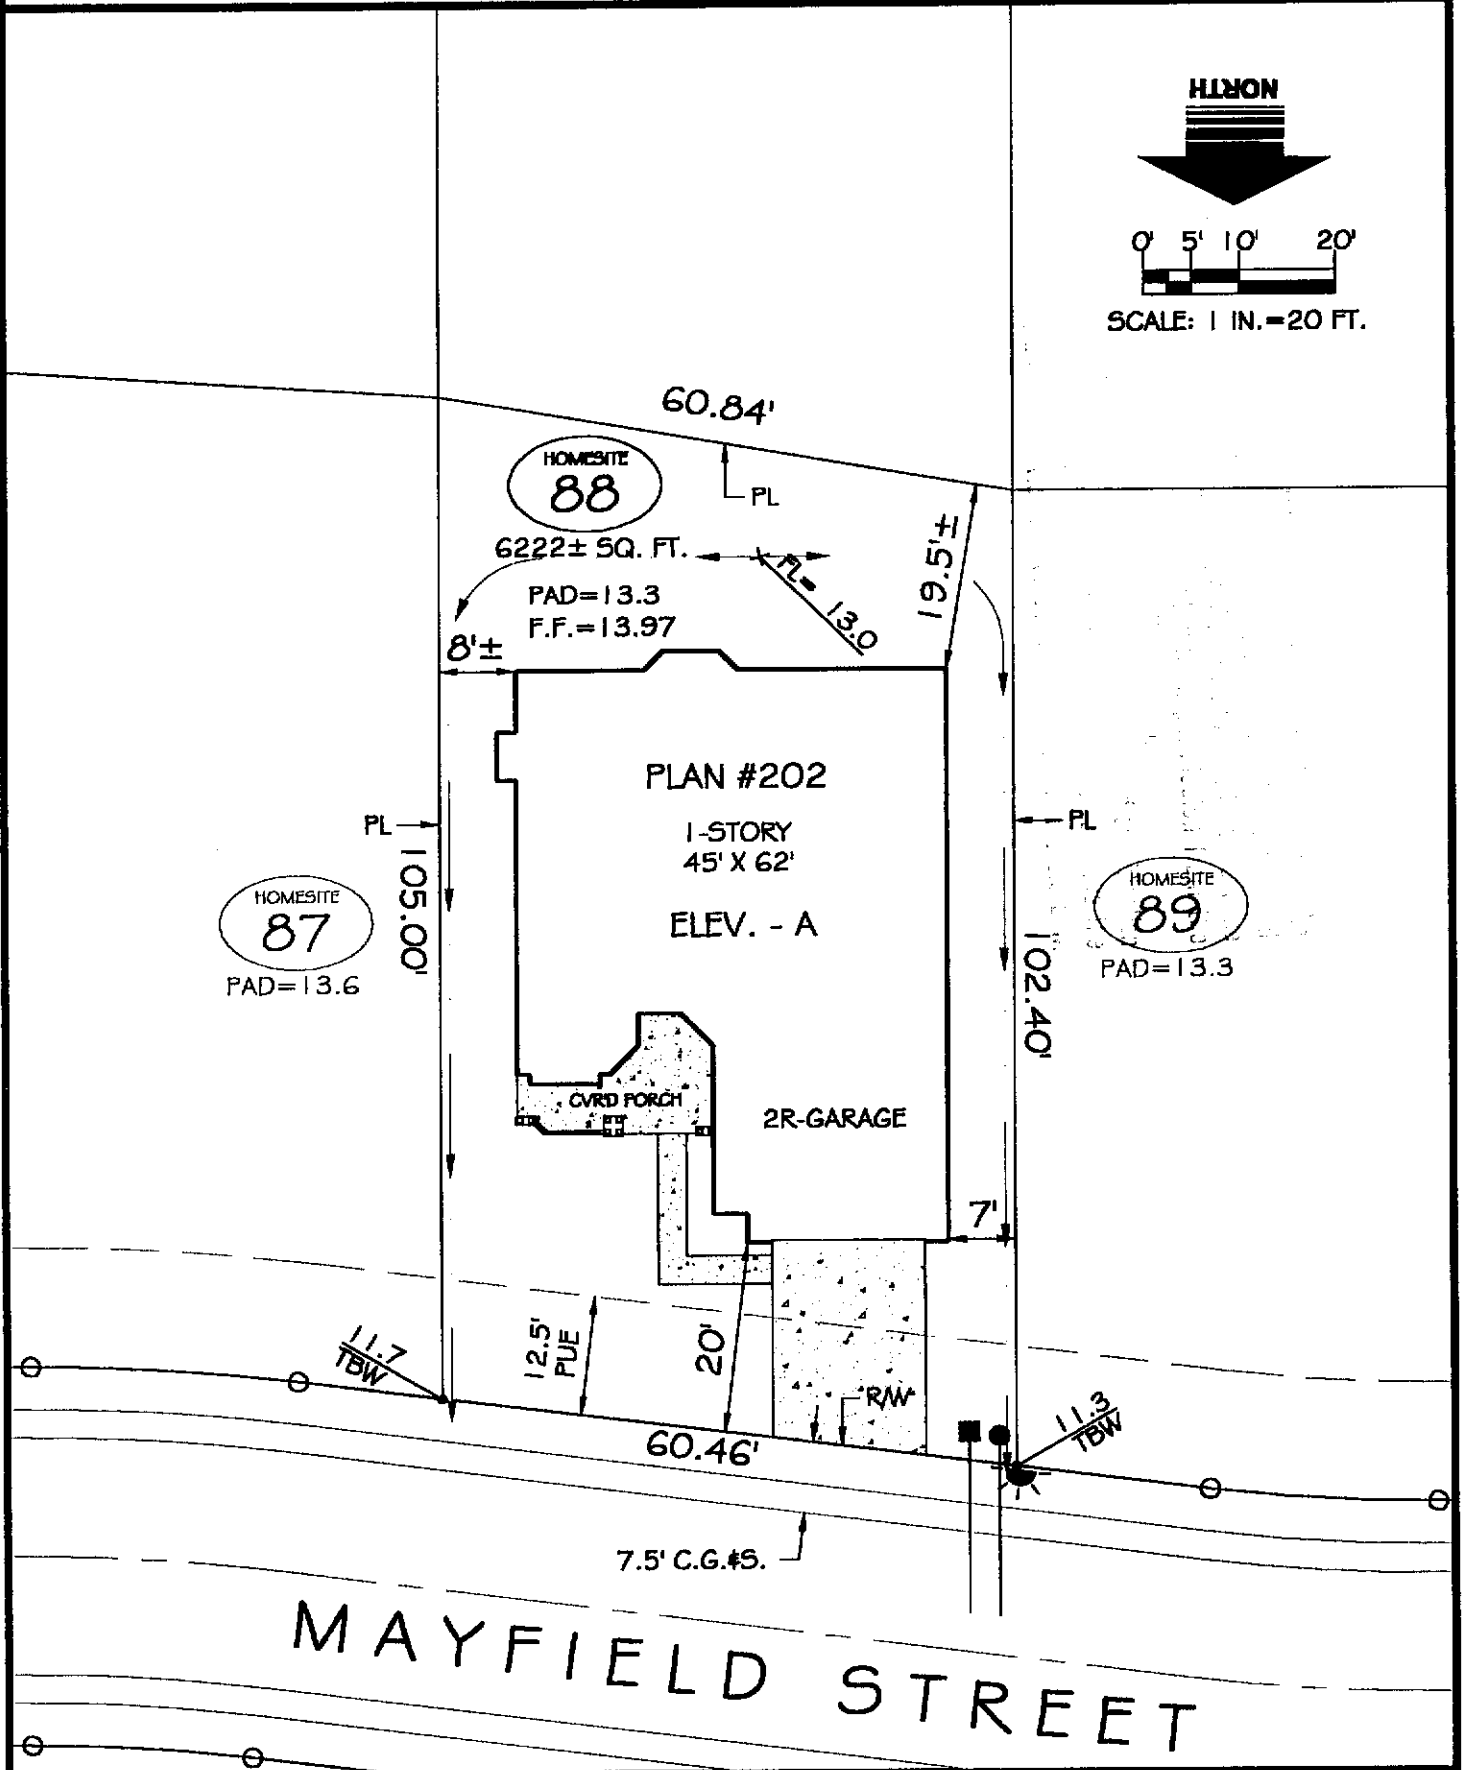 NORTH
0' 5' 10' 20'
SCALE: 1 IN.=20 FT.
60.84'
HOMESITE
88
PL
6222± SQ. FT.
PAD=13.3
F.F.=13.97
FL= 13.0
19.5'±
8'±
PLAN #202
1-STORY
45' X 62'
ELEV. - A
PL
PL
105.00'
HOMESITE
87
PAD=13.6
HOMESITE
89
PAD=13.3
102.40'
CVR'D PORCH
2R-GARAGE
7'
11.7
TBW
12.5'
PUE
20'
R/W
11.3
TBW
60.46'
7.5' C.G.&S.
MAYFIELD STREET